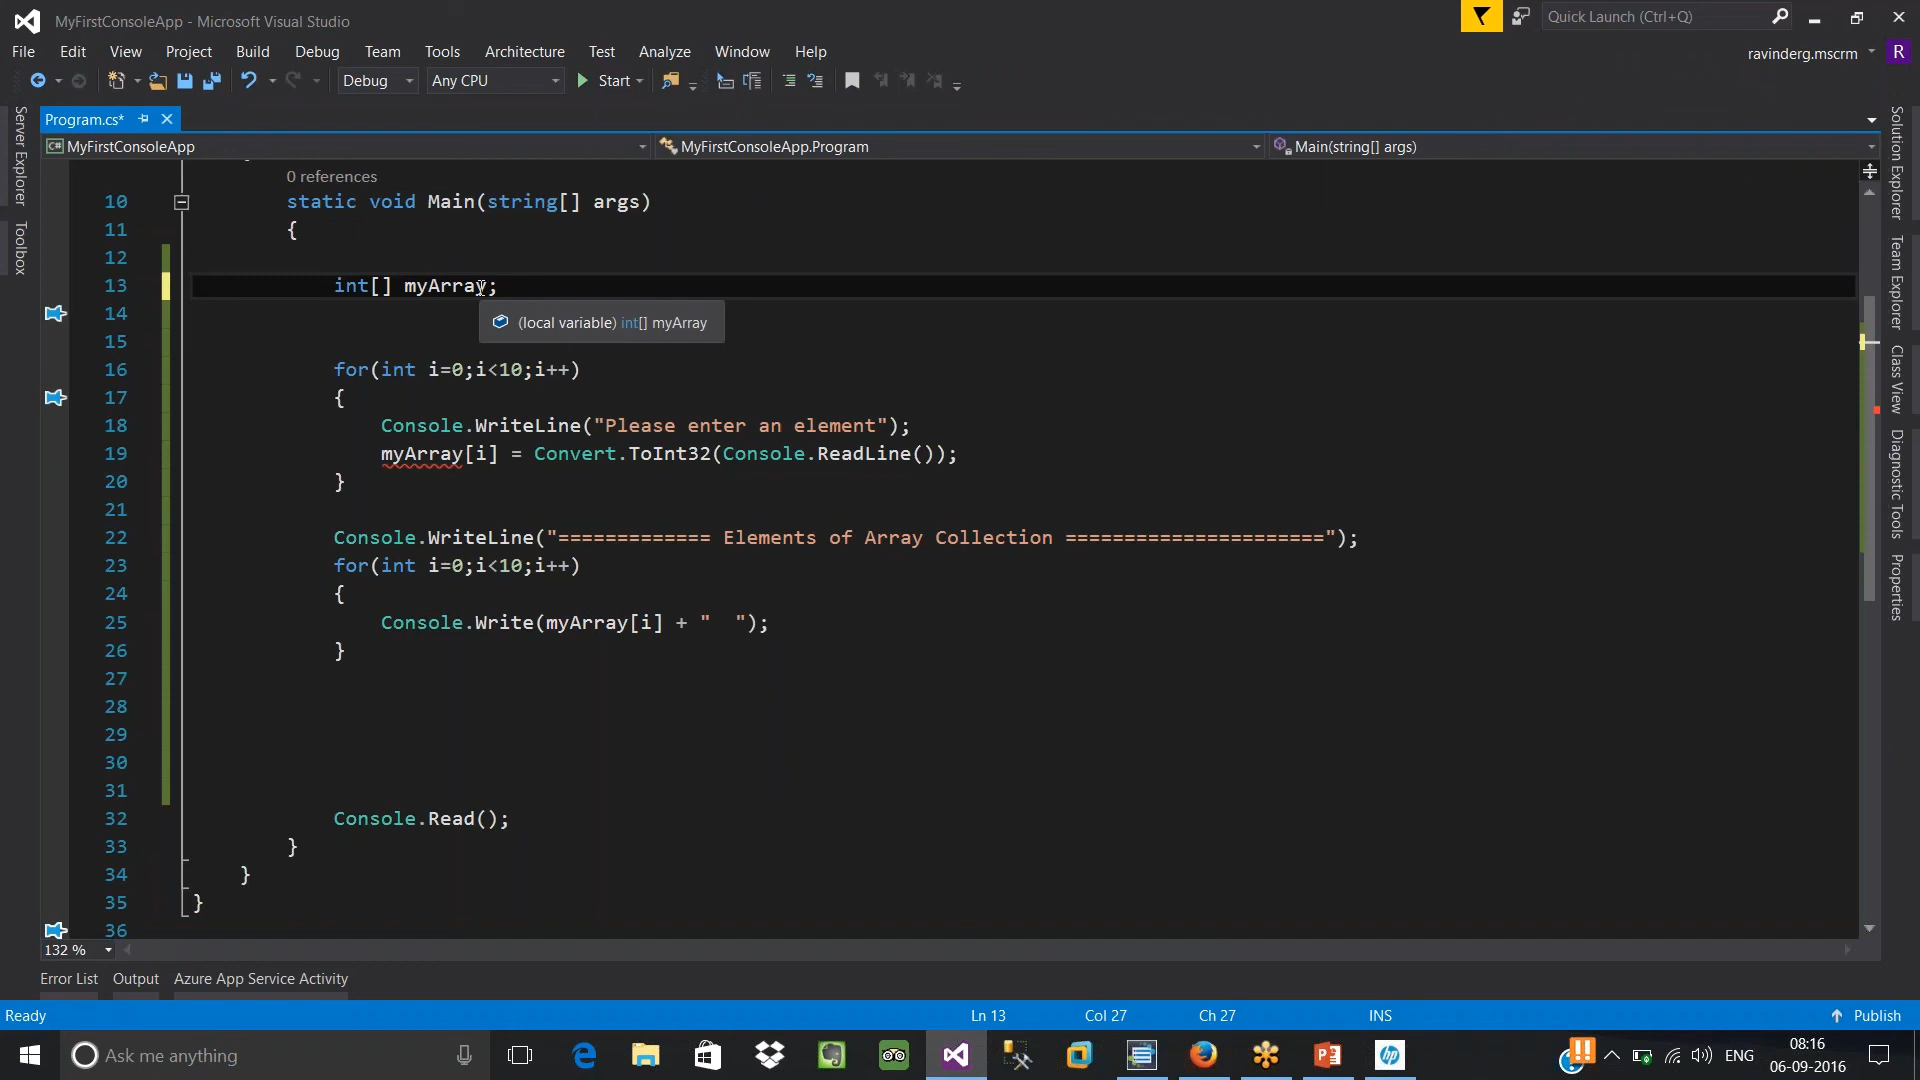 MyFirstConsoleApp - Microsoft Visual Studio
Quick Launch (Ctrl+Q)
File Edit View Project Build Debug Team Tools Architecture Test Analyze Window Help
ravinderg.mscrm R
Debug Any CPU Start
Server Explorer
Toolbox
Program.cs*
C# MyFirstConsoleApp MyFirstConsoleApp.Program Main(string[] args)
0 references
10 static void Main(string[] args)
11 {
12
13 int[] myArray;
14 (local variable) int[] myArray
15
16 for(int i=0;i<10;i++)
17 {
18 Console.WriteLine("Please enter an element");
19 myArray[i] = Convert.ToInt32(Console.ReadLine());
20 }
21
22 Console.WriteLine("============= Elements of Array Collection ======================");
23 for(int i=0;i<10;i++)
24 {
25 Console.Write(myArray[i] + "  ");
26 }
27
28
29
30
31
32 Console.Read();
33 }
34 }
35 }
36
132 %
Solution Explorer
Team Explorer
Class View
Diagnostic Tools
Properties
Error List Output Azure App Service Activity
Ready Ln 13 Col 27 Ch 27 INS Publish
Ask me anything
hp
ENG
08:16
06-09-2016